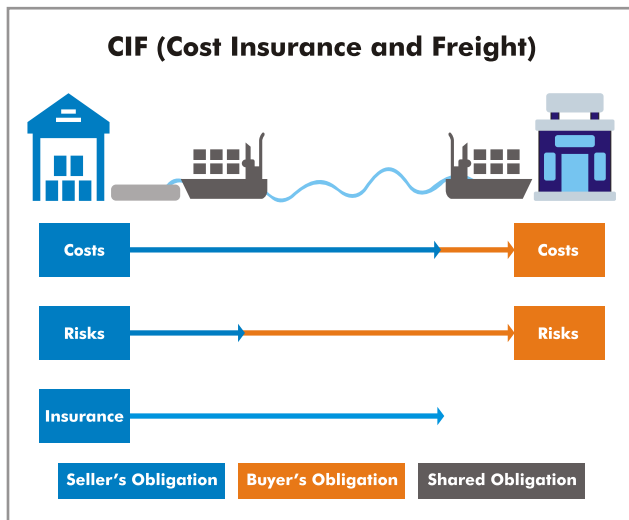 CIF (Cost Insurance and Freight)
Costs
Costs
Risks
Risks
Insurance
Seller's Obligation
Buyer's Obligation
Shared Obligation